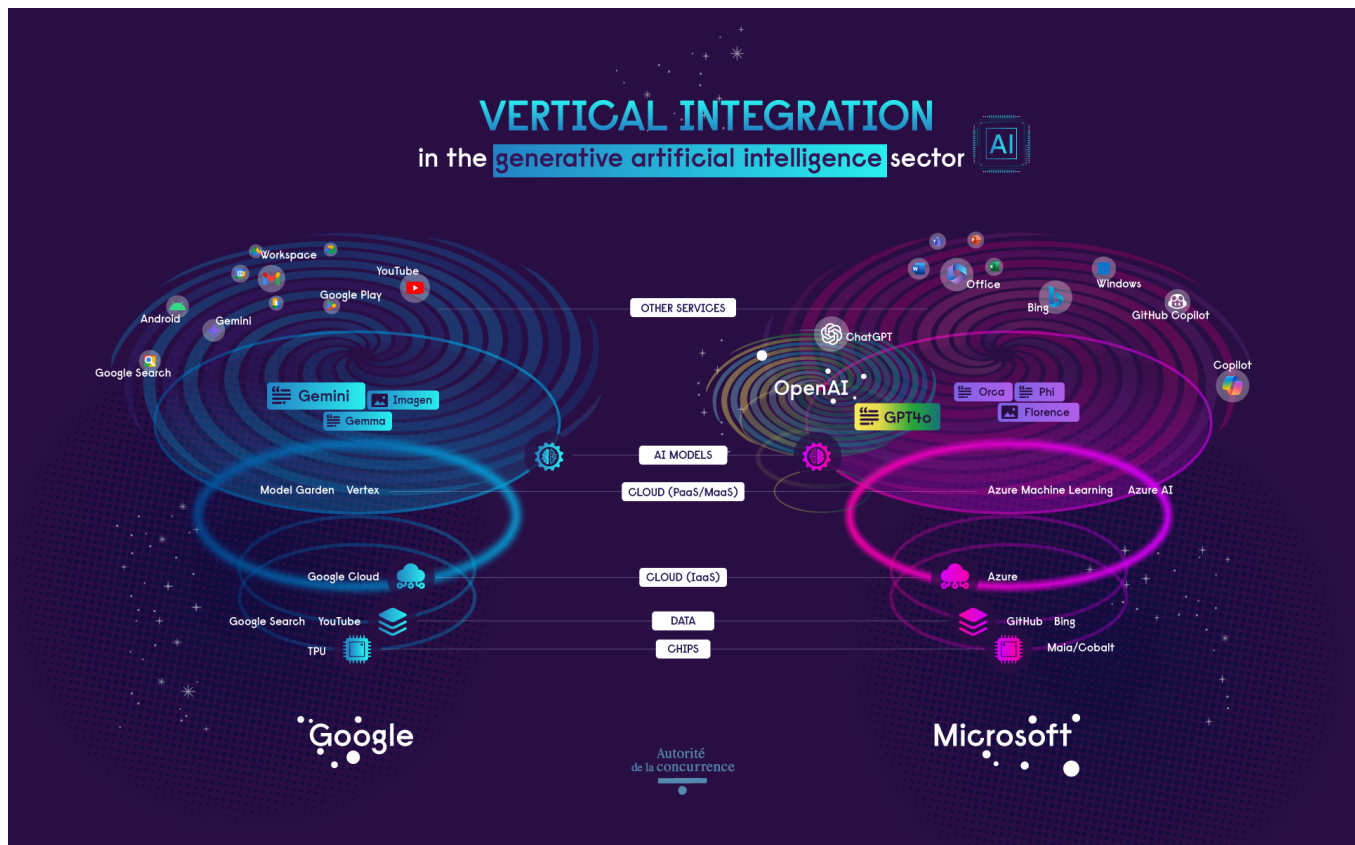 VERTICAL INTEGRATION
in the generative artificial intelligence sector
AI
Workspace
YouTube
Google Play
Android
Gemini
Google Search
OTHER SERVICES
Office
Windows
Bing
GitHub Copilot
ChatGPT
Copilot
OpenAI
Gemini
Imagen
Gemma
GPT4o
Orca
Phi
Florence
AI MODELS
Model Garden Vertex
CLOUD (PaaS/MaaS)
Azure Machine Learning Azure AI
Google Cloud
CLOUD (IaaS)
Azure
Google Search YouTube
DATA
GitHub Bing
TPU
CHIPS
Maia/Cobalt
Google
Microsoft
Autorité
de la concurrence